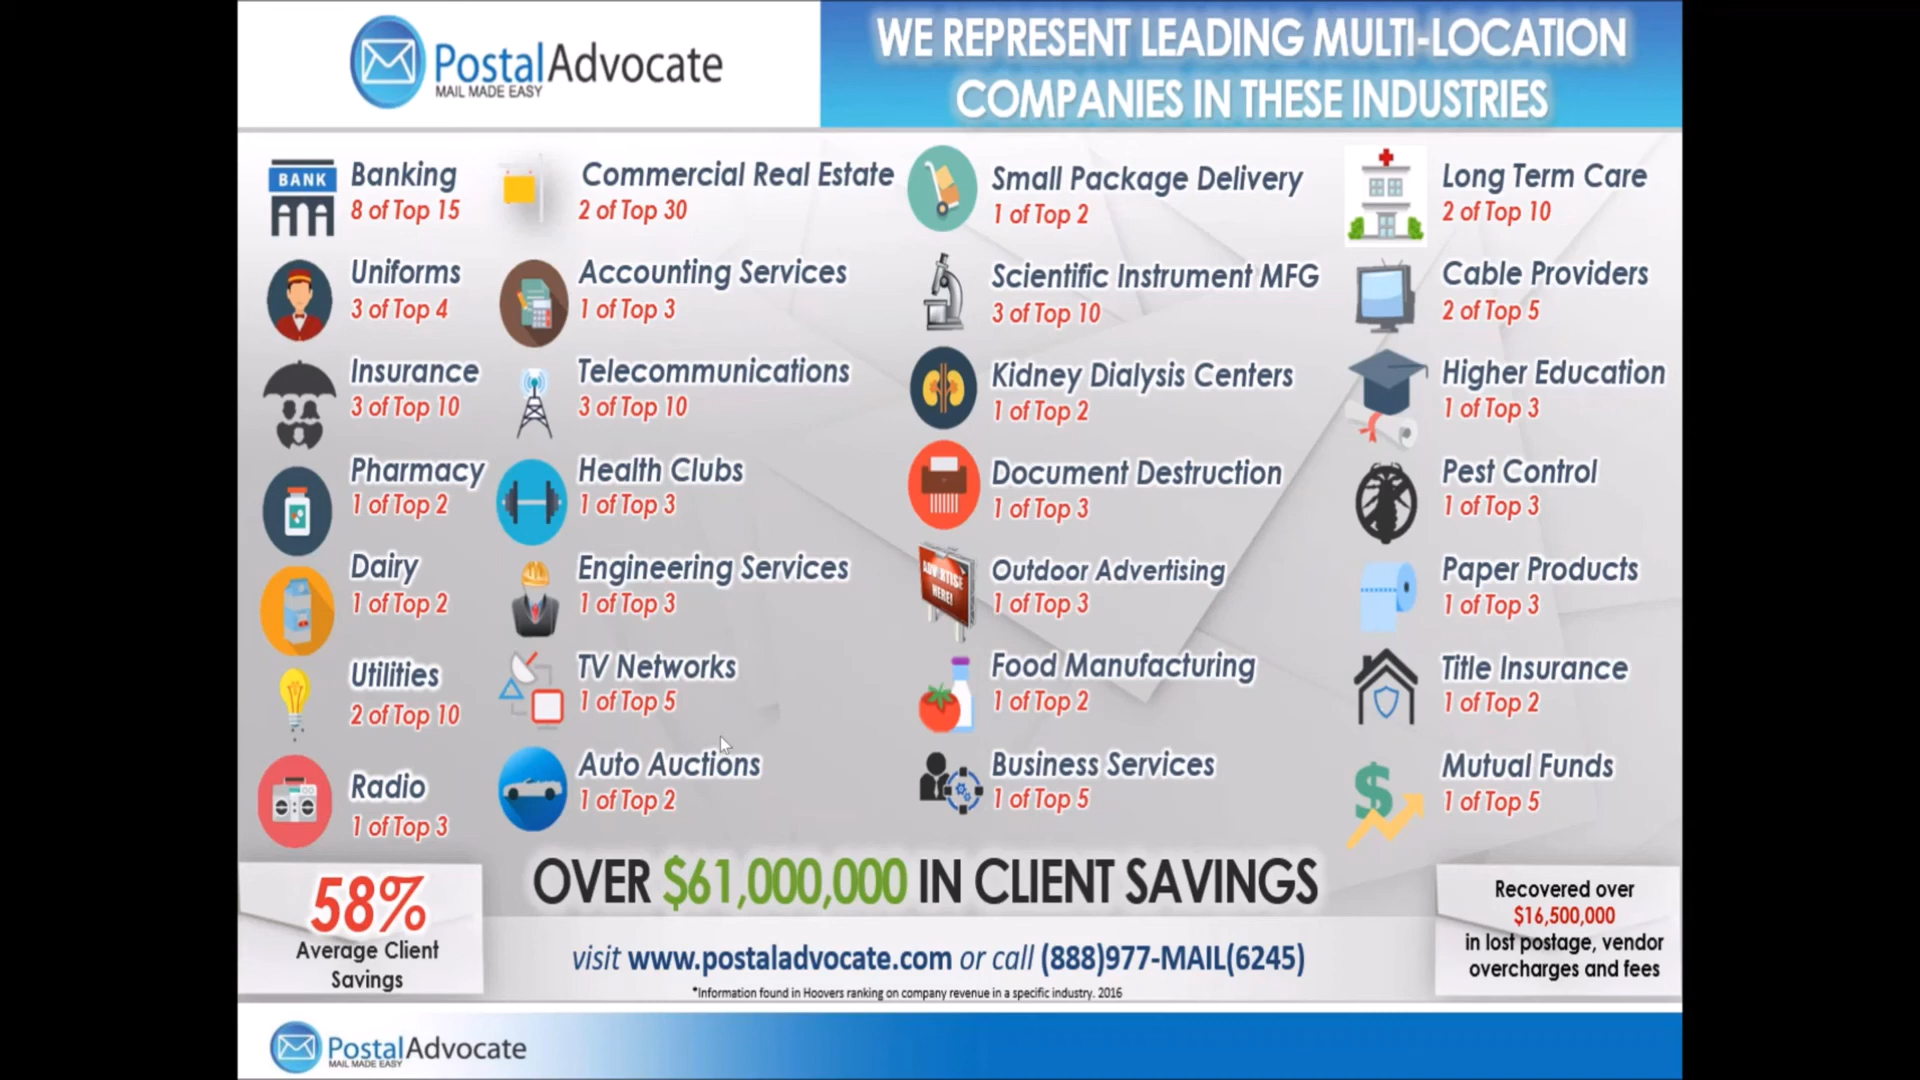 PostalAdvocate
MAIL MADE EASY
WE REPRESENT LEADING MULTI-LOCATION
COMPANIES IN THESE INDUSTRIES
BANK
Banking
8 of Top 15
Uniforms
3 of Top 4
Insurance
3 of Top 10
Pharmacy
1 of Top 2
Dairy
1 of Top 2
Utilities
2 of Top 10
Radio
1 of Top 3
Commercial Real Estate
2 of Top 30
Accounting Services
1 of Top 3
Telecommunications
3 of Top 10
Health Clubs
1 of Top 3
Engineering Services
1 of Top 3
TV Networks
1 of Top 5
Auto Auctions
1 of Top 2
Small Package Delivery
1 of Top 2
Scientific Instrument MFG
3 of Top 10
Kidney Dialysis Centers
1 of Top 2
Document Destruction
1 of Top 3
ADVERTISE
HERE!
Outdoor Advertising
1 of Top 3
Food Manufacturing
1 of Top 2
Business Services
1 of Top 5
Long Term Care
2 of Top 10
Cable Providers
2 of Top 5
Higher Education
1 of Top 3
Pest Control
1 of Top 3
Paper Products
1 of Top 3
Title Insurance
1 of Top 2
Mutual Funds
1 of Top 5
58%
Average Client
Savings
OVER $61,000,000 IN CLIENT SAVINGS
visit www.postaladvocate.com or call (888)977-MAIL(6245)
*Information found in Hoovers ranking on company revenue in a specific industry. 2016
Recovered over
$16,500,000
in lost postage, vendor
overcharges and fees
PostalAdvocate
MAIL MADE EASY